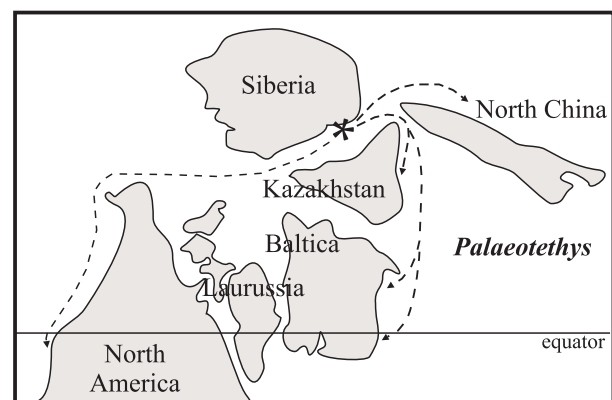 Siberia
North China
Kazakhstan
Baltica
Palaeotethys
Laurussia
equator
North
America